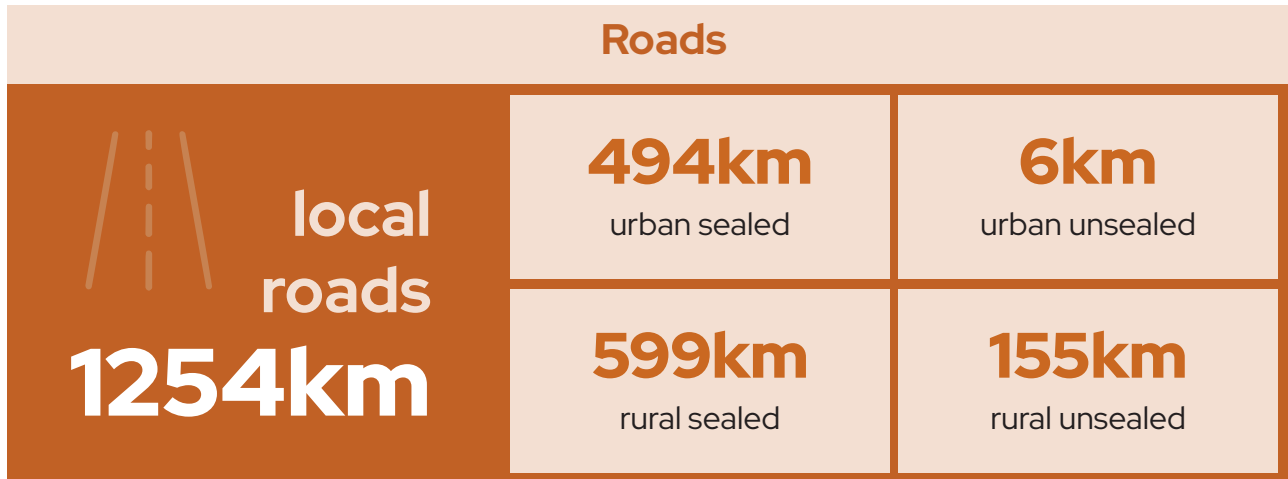 Roads
local
roads
1254km
494km
urban sealed
6km
urban unsealed
599km
rural sealed
155km
rural unsealed